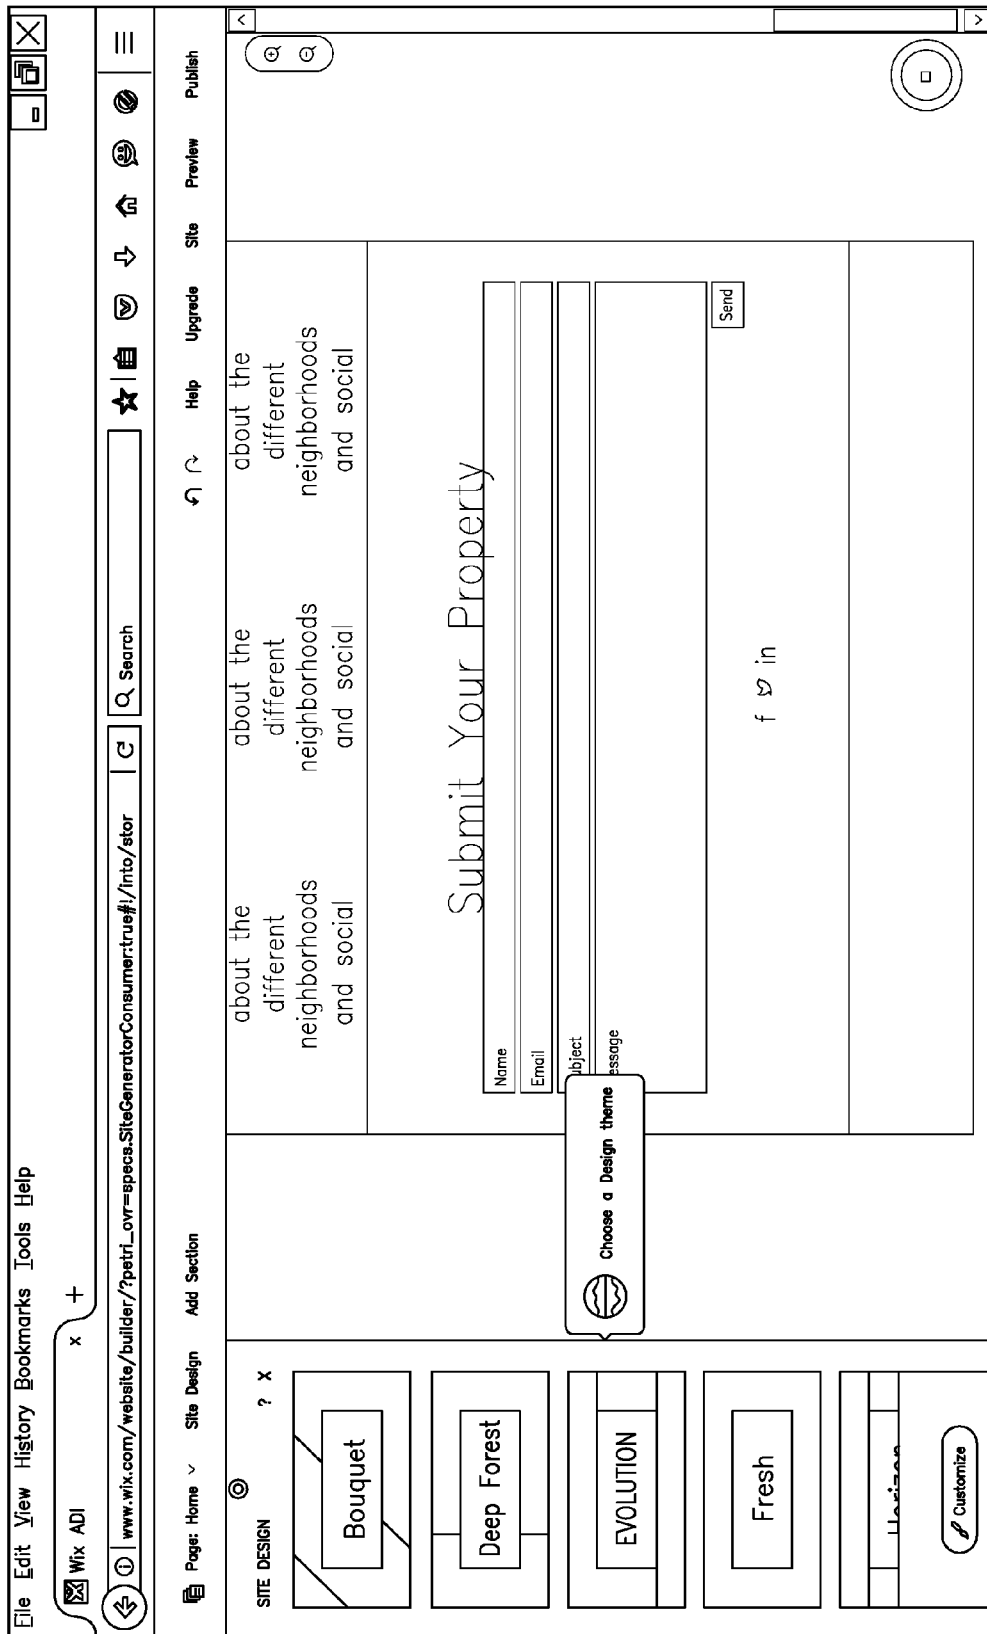 File Edit View History Bookmarks Tools Help
Wix ADI x +
www.wix.com/website/builder/?petri_ovr=specs.SiteGeneratorConsumer:true#!/into/stor
Search
Page: Home Site Design Add Section Help Upgrade Site Preview Publish
SITE DESIGN ? X
Bouquet
Deep Forest
EVOLUTION
Fresh
Horizon
Customize
Choose a Design theme
about the
different
neighborhoods
and social
about the
different
neighborhoods
and social
about the
different
neighborhoods
and social
Submit Your Property
Name
Email
ubject
essage
Send
f in